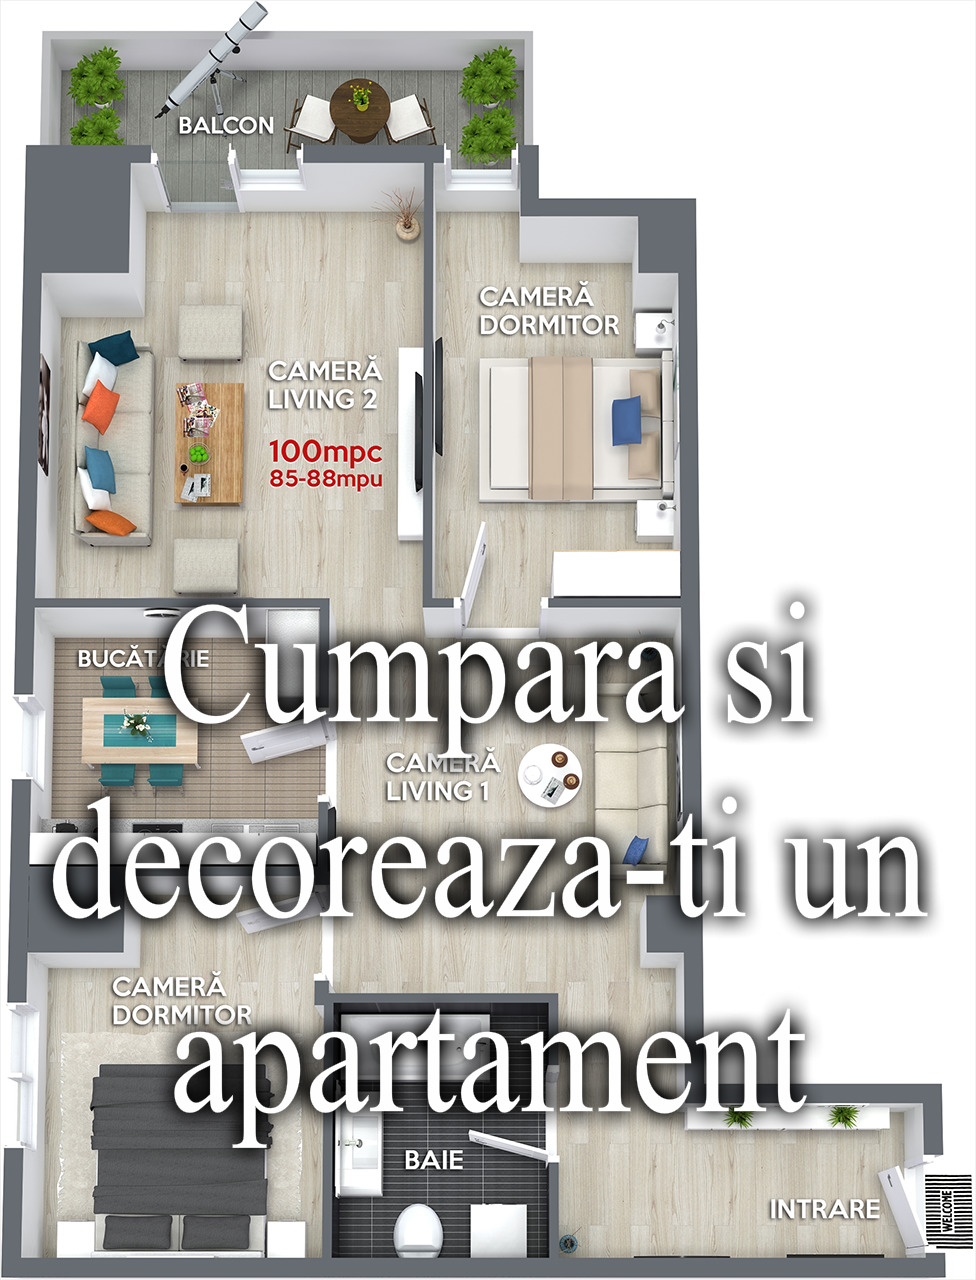 BALCON
CAMERĂ
DORMITOR
CAMERĂ
LIVING 2
100mpc
85-88mpu
Cumpara si
BUCĂTĂRIE
CAMERĂ
LIVING 1
decoreaza-ti un
CAMERĂ
DORMITOR
apartament
BAIE
INTRARE
WELCOME